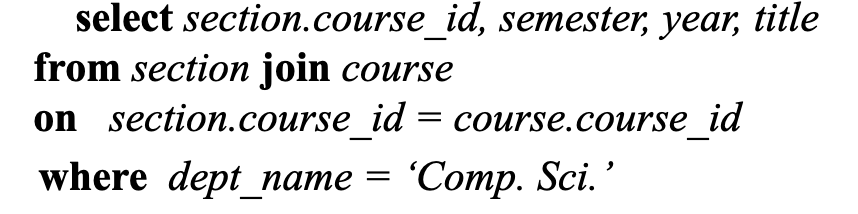 select section.course_id, semester, year, title
from section join course
on section.course_id = course.course_id
where dept_name = ‘Comp. Sci.’